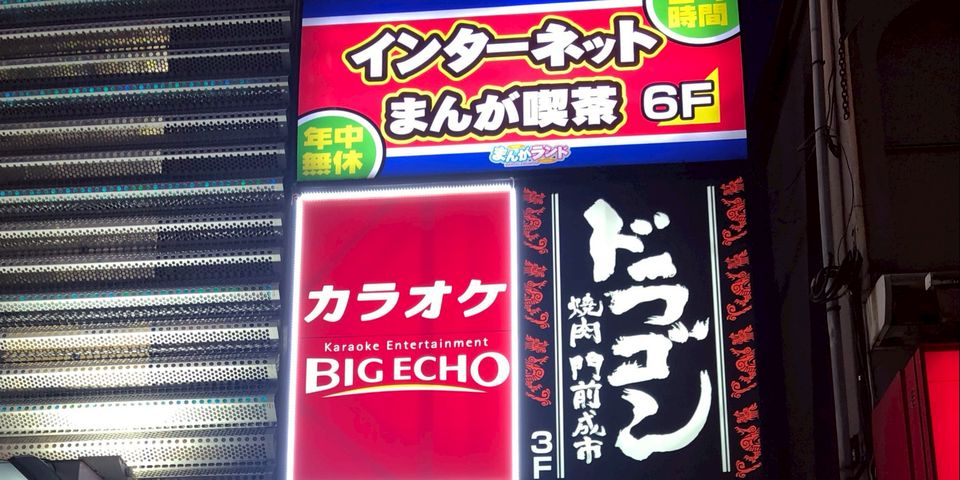 時間
インターネット
まんが喫茶 6F
年中
無休
まんがランド
カラオケ
Karaoke Entertainment
BIG ECHO
ドラゴン
焼肉 門前成市
3F